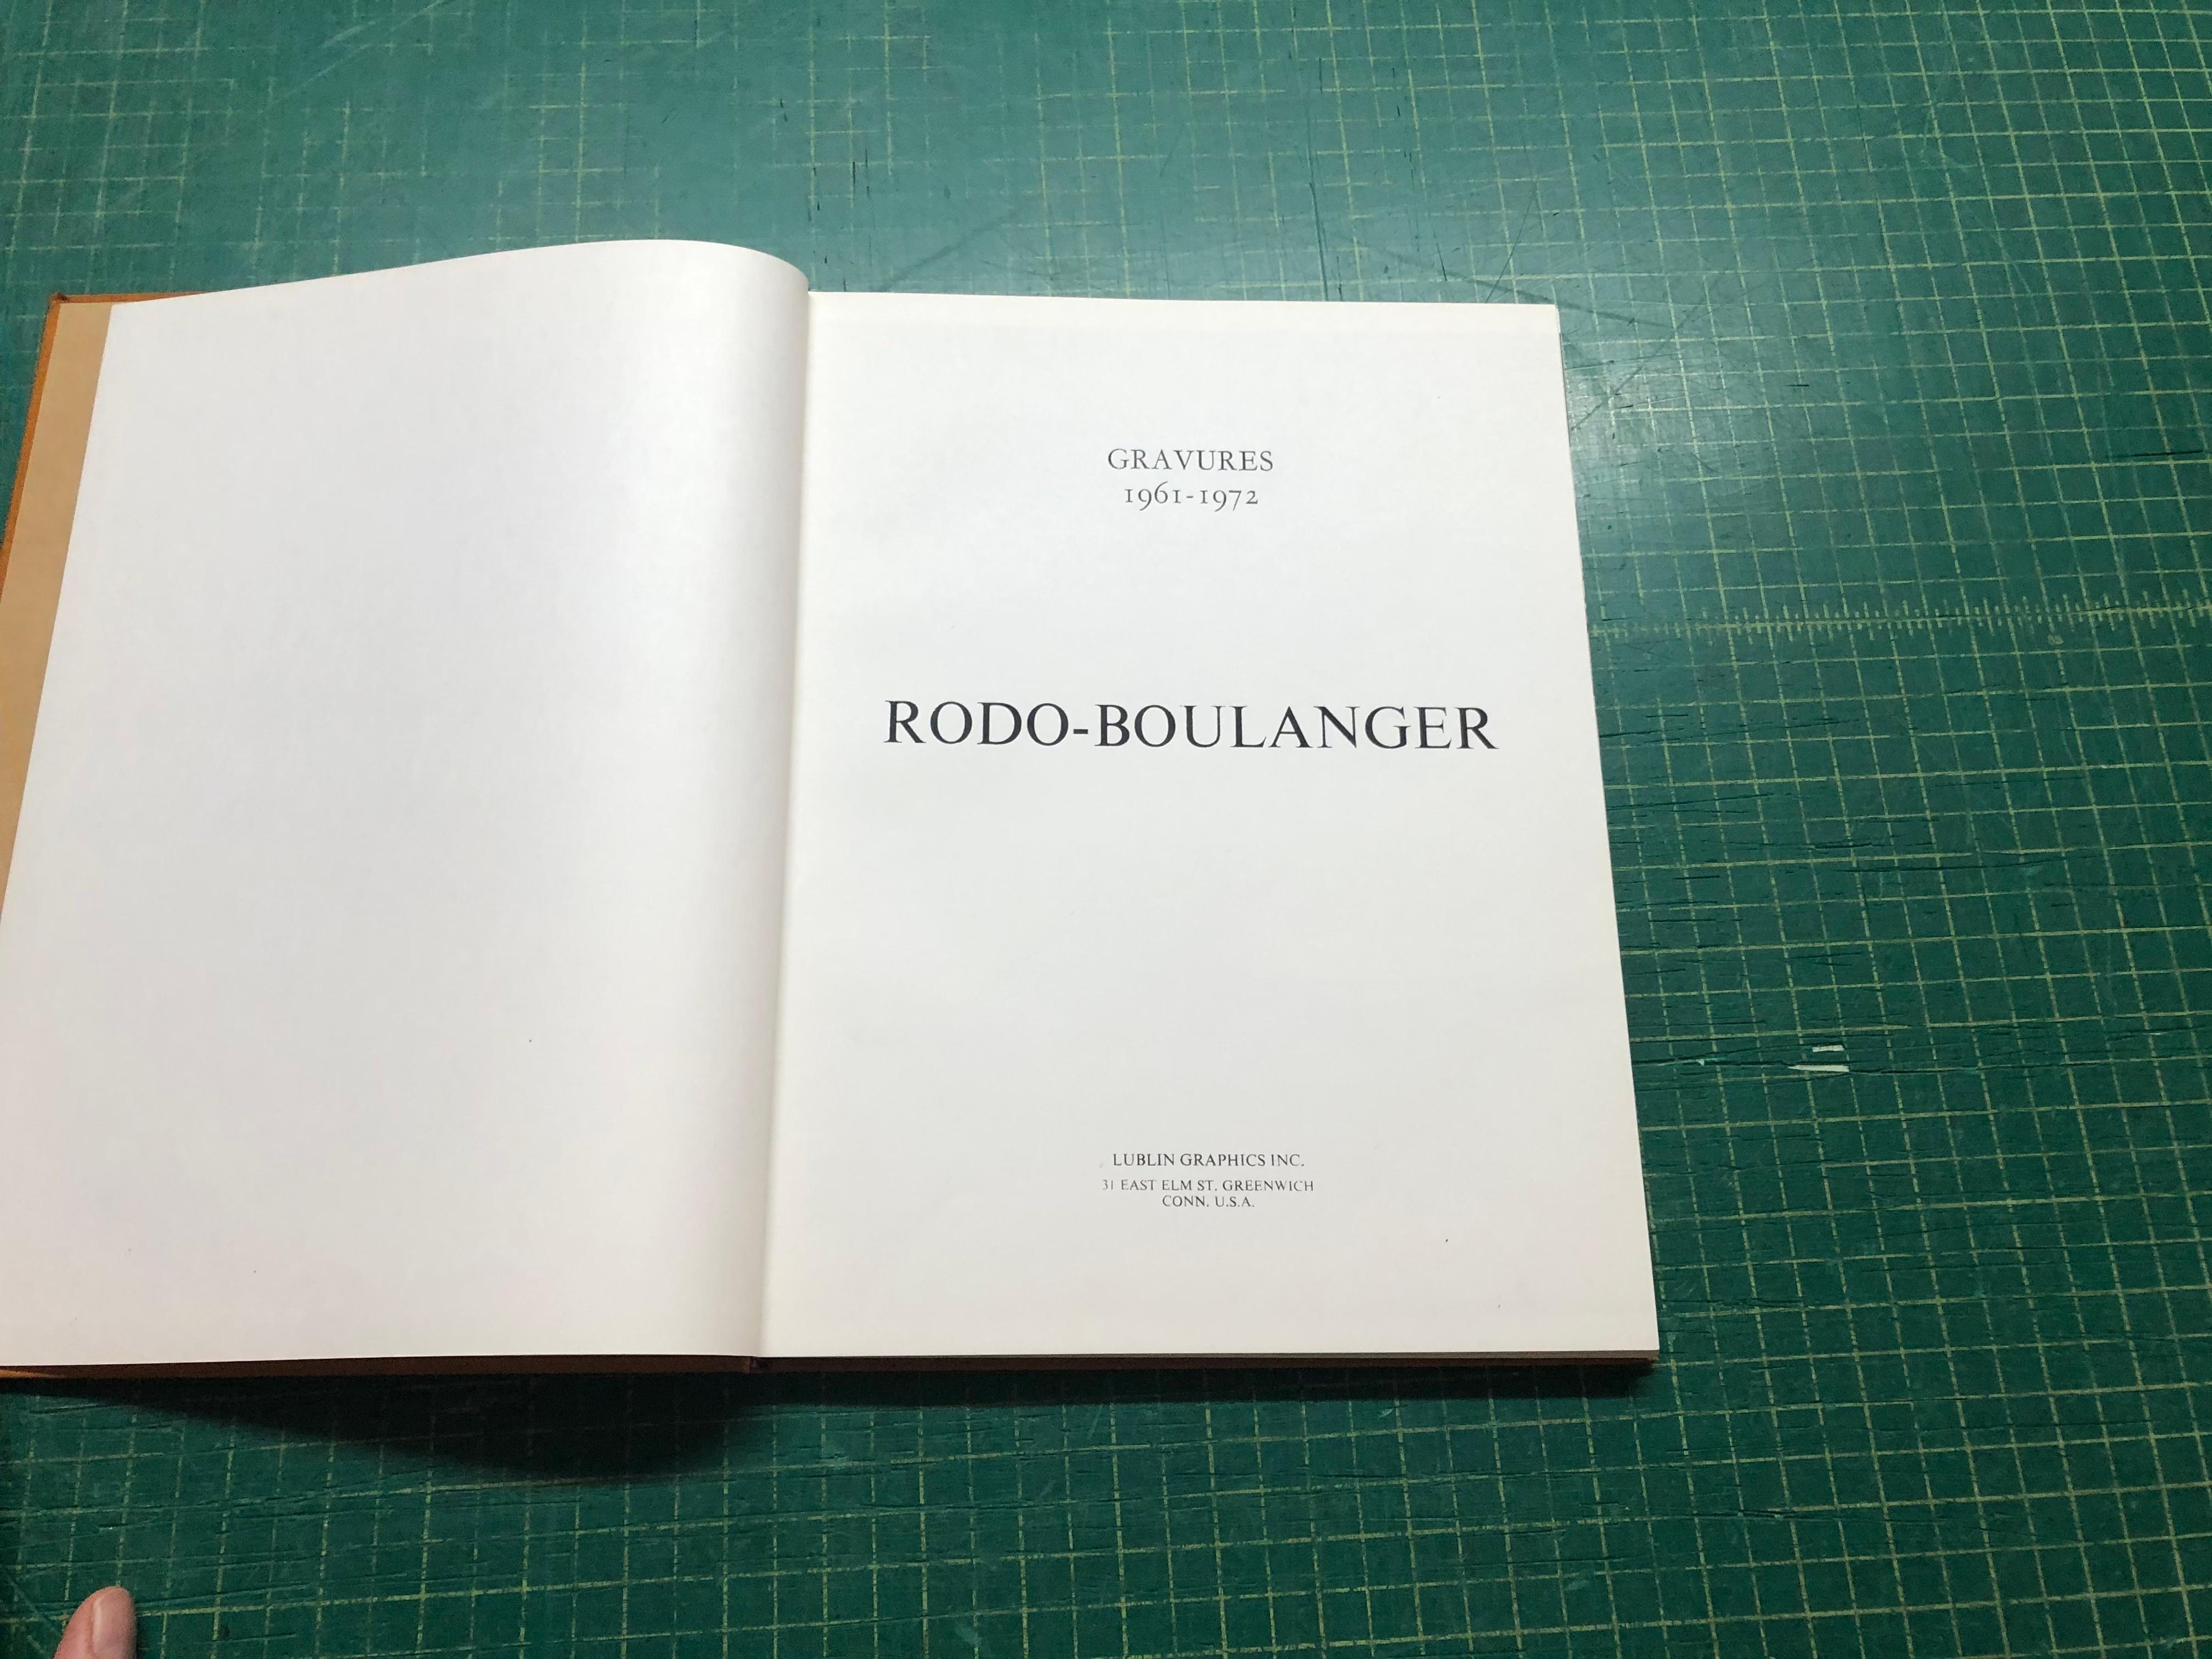 GRAVURES
1961-1972
RODO-BOULANGER
LUBLIN GRAPHICS INC.
31 EAST ELM ST. GREENWICH
CONN. U.S.A.